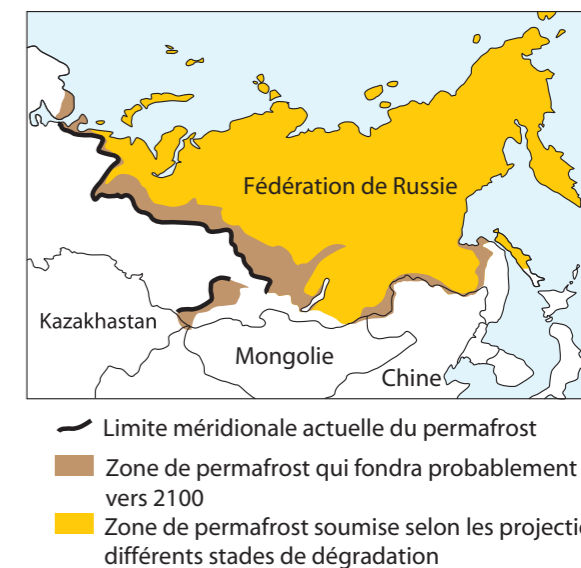 Fédération de Russie
Kazakhastan
Mongolie
Chine
Limite méridionale actuelle du permafrost
Zone de permafrost qui fondra probablement
vers 2100
Zone de permafrost soumise selon les
différents stades de dégradation